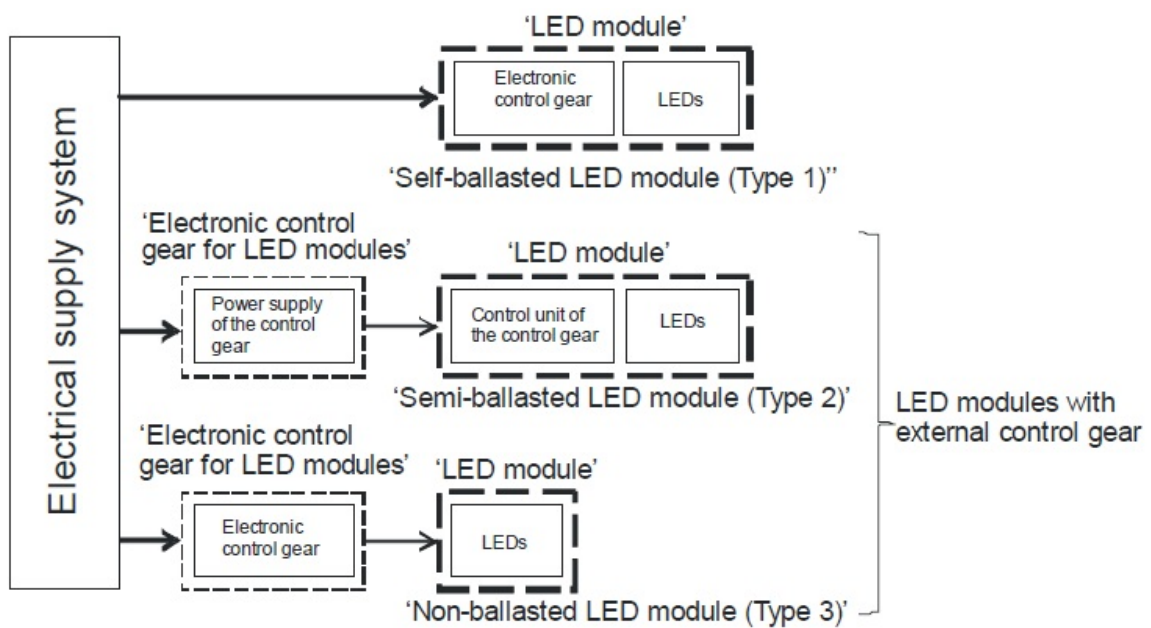 Electrical supply system
‘LED module’
Electronic
control gear
LEDs
‘Self-ballasted LED module (Type 1)’’
‘Electronic control
gear for LED modules’
‘LED module’
Power supply
of the control
gear
Control unit of
the control gear
LEDs
‘Semi-ballasted LED module (Type 2)’
LED modules with
external control gear
‘Electronic control
gear for LED modules’
‘LED module’
Electronic
control gear
LEDs
‘Non-ballasted LED module (Type 3)’